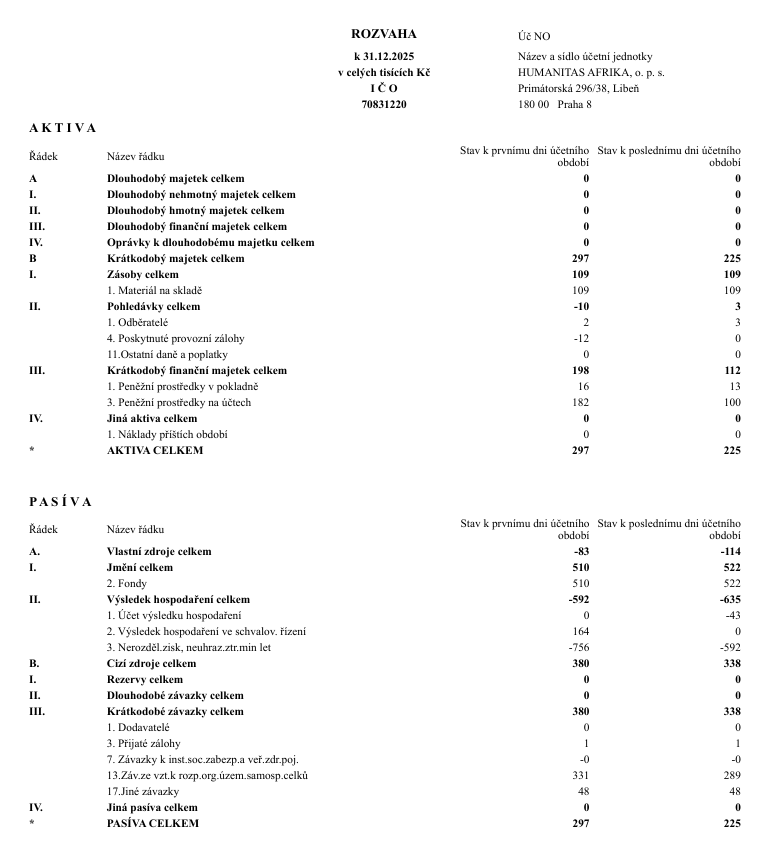 ROZVAHA
Úč NO
k 31.12.2025
Název a sídlo účetní jednotky
v celých tisících Kč
HUMANITAS AFRIKA, o. p. s.
I Č O
Primátorská 296/38, Libeň
70831220
180 00 Praha 8
A K T I V A
Řádek Název řádku Stav k prvnímu dni účetního období Stav k poslednímu dni účetního období
A Dlouhodobý majetek celkem 0 0
I. Dlouhodobý nehmotný majetek celkem 0 0
II. Dlouhodobý hmotný majetek celkem 0 0
III. Dlouhodobý finanční majetek celkem 0 0
IV. Oprávky k dlouhodobému majetku celkem 0 0
B Krátkodobý majetek celkem 297 225
I. Zásoby celkem 109 109
1. Materiál na skladě 109 109
II. Pohledávky celkem -10 3
1. Odběratelé 2 3
4. Poskytnuté provozní zálohy -12 0
11.Ostatní daně a poplatky 0 0
III. Krátkodobý finanční majetek celkem 198 112
1. Peněžní prostředky v pokladně 16 13
3. Peněžní prostředky na účtech 182 100
IV. Jiná aktiva celkem 0 0
1. Náklady příštích období 0 0
* AKTIVA CELKEM 297 225
P A S Í V A
Řádek Název řádku Stav k prvnímu dni účetního období Stav k poslednímu dni účetního období
A. Vlastní zdroje celkem -83 -114
I. Jmění celkem 510 522
2. Fondy 510 522
II. Výsledek hospodaření celkem -592 -635
1. Účet výsledku hospodaření 0 -43
2. Výsledek hospodaření ve schvalov. řízení 164 0
3. Nerozděl.zisk, neuhraz.ztr.min let -756 -592
B. Cizí zdroje celkem 380 338
I. Rezervy celkem 0 0
II. Dlouhodobé závazky celkem 0 0
III. Krátkodobé závazky celkem 380 338
1. Dodavatelé 0 0
3. Přijaté zálohy 1 1
7. Závazky k inst.soc.zabezp.a veř.zdr.poj. -0 -0
13.Záv.ze vzt.k rozp.org.územ.samosp.celků 331 289
17.Jiné závazky 48 48
IV. Jiná pasíva celkem 0 0
* PASÍVA CELKEM 297 225